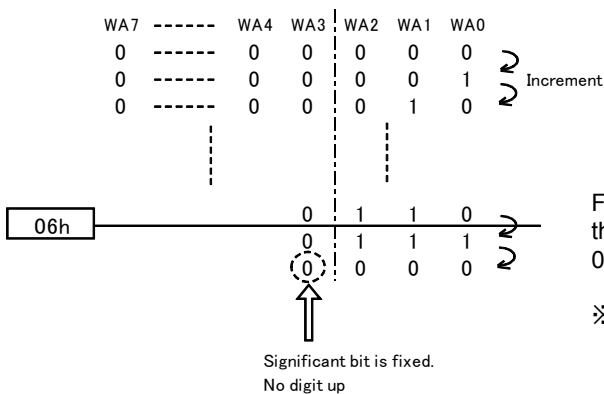 WA7 ------ WA4 WA3 WA2 WA1 WA0
0 ------ 0 0 0 0 0
0 ------ 0 0 0 0 1
0 ------ 0 0 0 1 0
Increment
06h
0 1 1 0
0 1 1 1
0 0 0 0
Significant bit is fixed.
No digit up
F
th
0
※